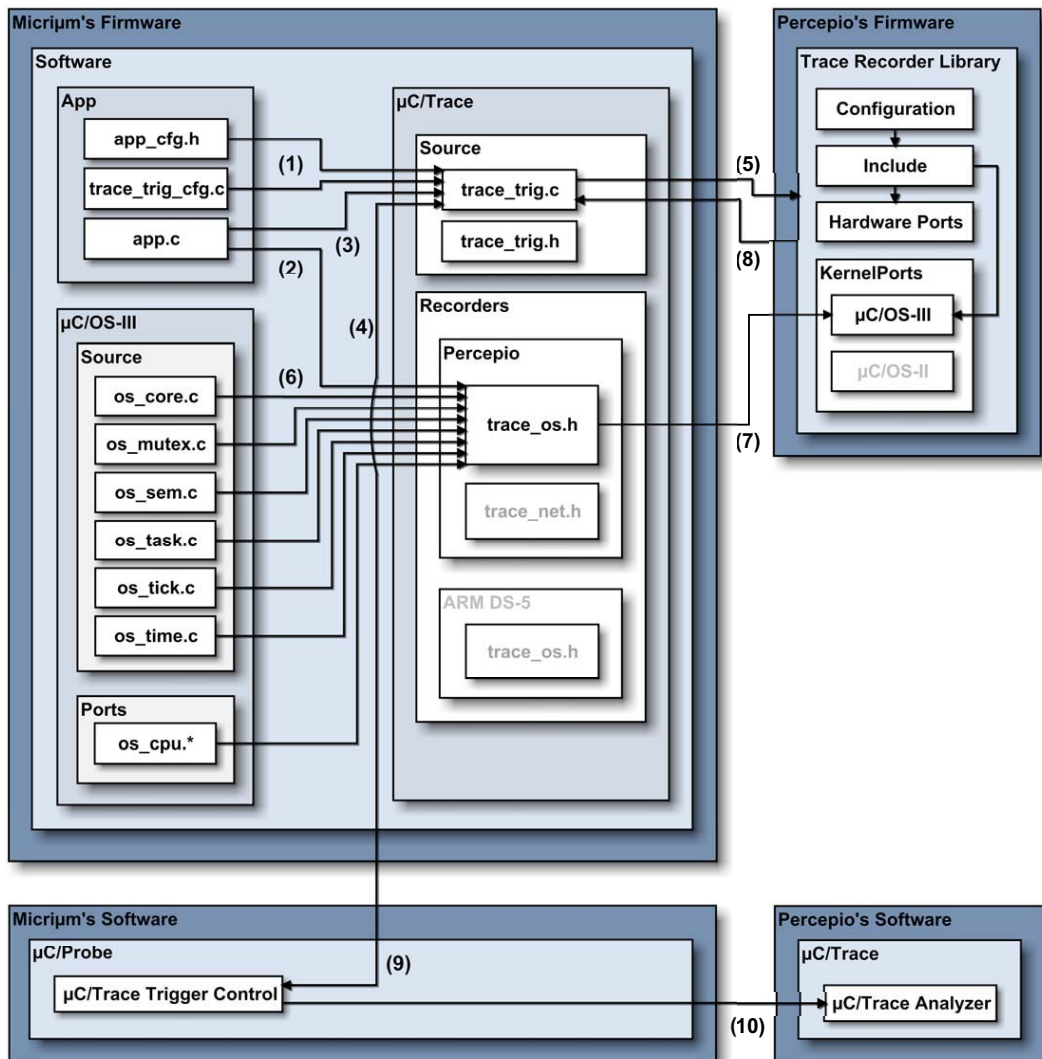 Micriµm's Firmware
Software
App
app_cfg.h
trace_trig_cfg.c
app.c
(1)
(3)
(2)
µC/OS-III
Source
os_core.c
os_mutex.c
os_sem.c
os_task.c
os_tick.c
os_time.c
Ports
os_cpu.*
(6)
(4)
µC/Trace
Source
trace_trig.c
trace_trig.h
Recorders
Percepio
trace_os.h
trace_net.h
ARM DS-5
trace_os.h
(5)
(8)
(7)
Percepio's Firmware
Trace Recorder Library
Configuration
Include
Hardware Ports
KernelPorts
µC/OS-III
µC/OS-II
Micriµm's Software
µC/Probe
µC/Trace Trigger Control
(9)
(10)
Percepio's Software
µC/Trace
µC/Trace Analyzer